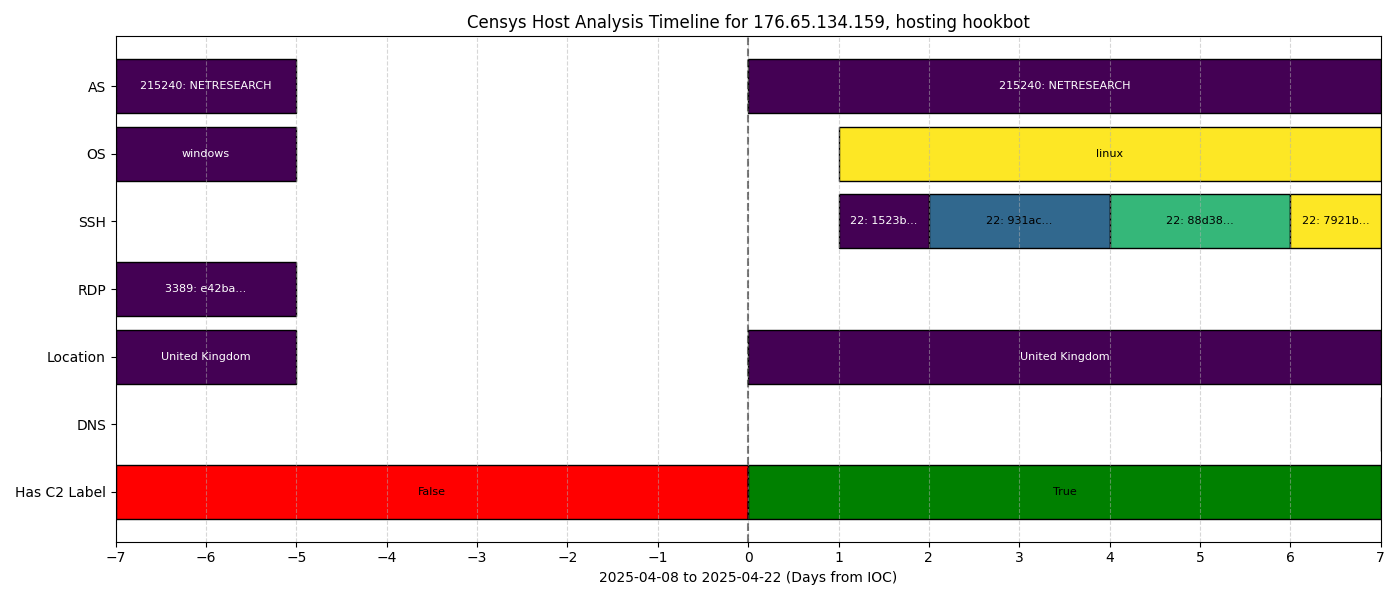 Censys Host Analysis Timeline for 176.65.134.159, hosting hookbot
AS
215240: NETRESEARCH
215240: NETRESEARCH
OS
windows
linux
SSH
22: 1523b...
22: 931ac...
22: 88d38...
22: 7921b...
RDP
3389: e42ba...
Location
United Kingdom
United Kingdom
DNS
Has C2 Label
False
True
−7 −6 −5 −4 −3 −2 −1 0 1 2 3 4 5 6 7
2025-04-08 to 2025-04-22 (Days from IOC)